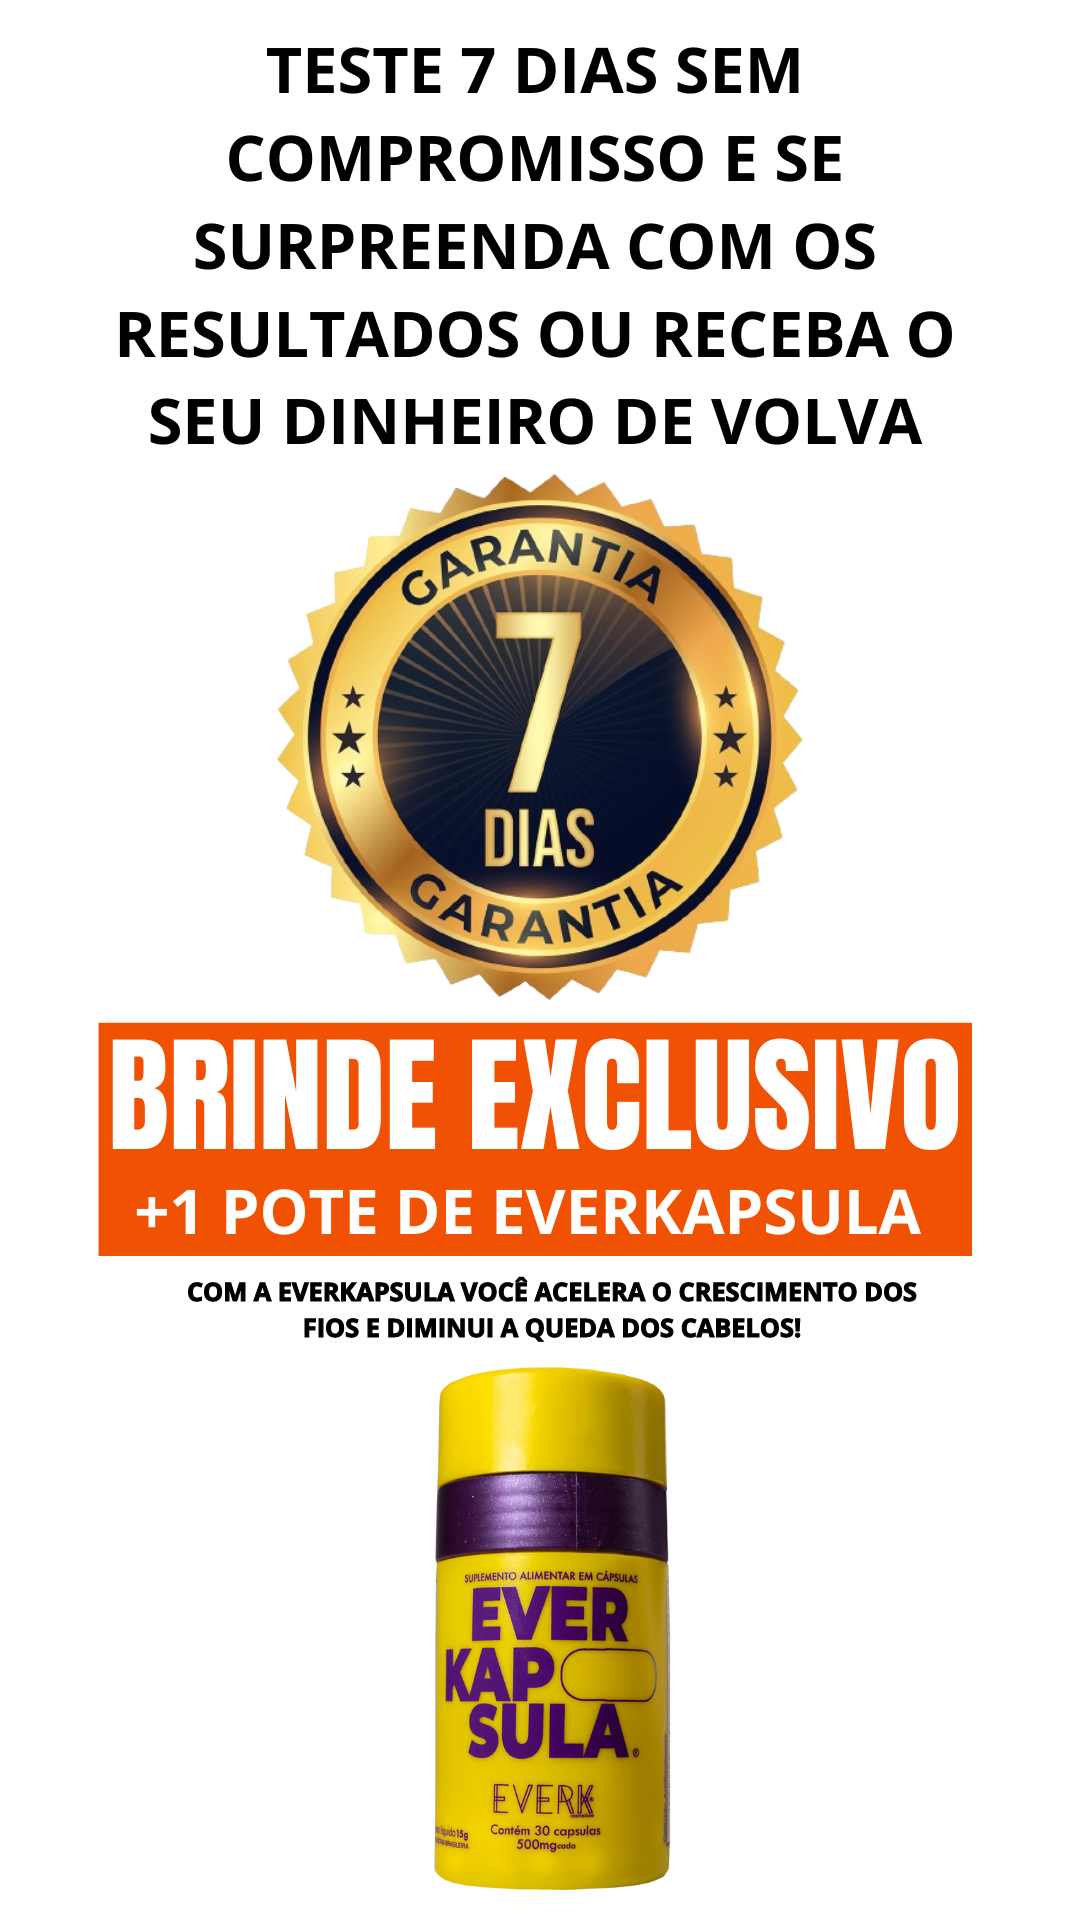 TESTE 7 DIAS SEM
COMPROMISSO E SE
SURPREENDA COM OS
RESULTADOS OU RECEBA O
SEU DINHEIRO DE VOLVA
GARANTIA
7
DIAS
GARANTIA
BRINDE EXCLUSIVO
+1 POTE DE EVERKAPSULA
COM A EVERKAPSULA VOCÊ ACELERA O CRESCIMENTO DOS
FIOS E DIMINUI A QUEDA DOS CABELOS!
SUPLEMENTO ALIMENTAR EM CÁPSULAS
EVER
KAP
SULA®
EVERK
Contém 30 capsulas
500mg cada
15g
BRASILEIRA